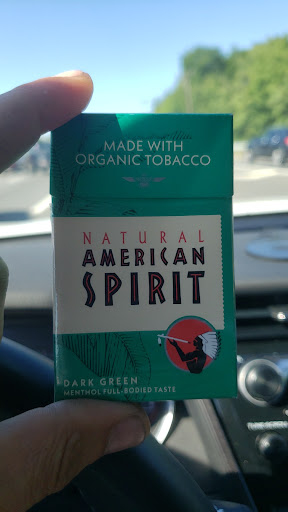 MADE WITH
ORGANIC TOBACCO
NATURAL
AMERICAN
SPIRIT
DARK GREEN
MENTHOL FULL-BODIED TASTE